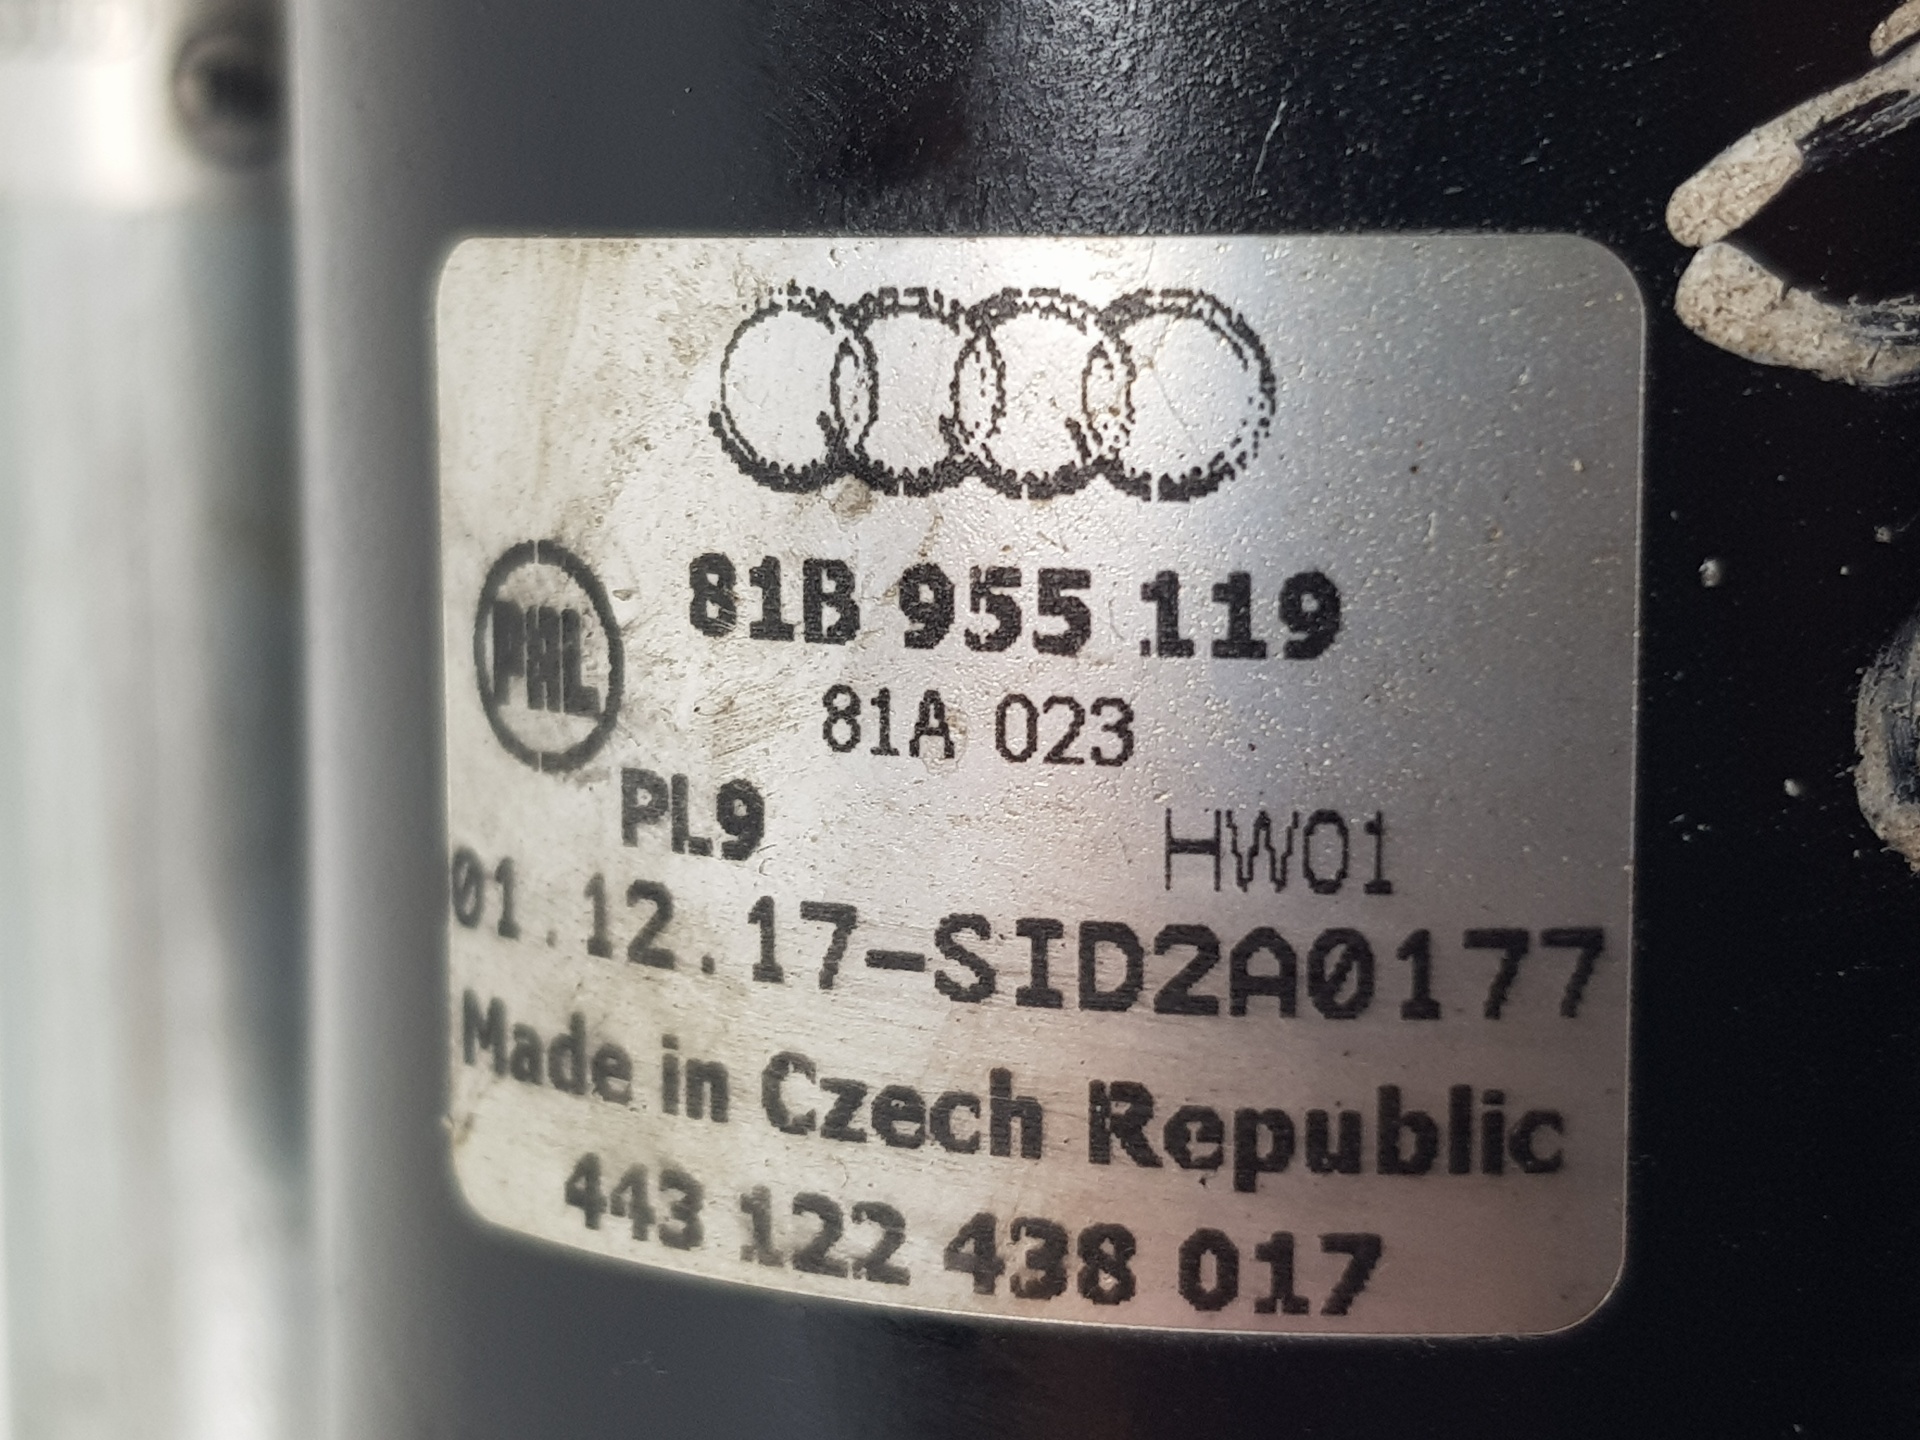 81B 955 119
PHL
81A 023
PL9 HW01
01.12.17-SID2A0177
Made in Czech Republic
443 122 438 017